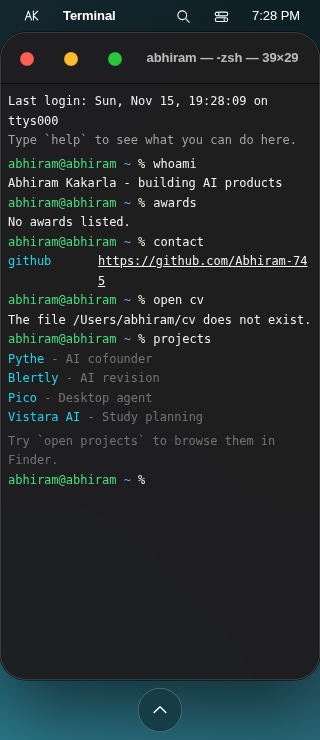 AK Terminal 7:28 PM
abhiram — -zsh — 39×29
Last login: Sun, Nov 15, 19:28:09 on
ttys000
Type `help` to see what you can do here.
abhiram@abhiram ~ % whoami
Abhiram Kakarla - building AI products
abhiram@abhiram ~ % awards
No awards listed.
abhiram@abhiram ~ % contact
github https://github.com/Abhiram-74
5
abhiram@abhiram ~ % open cv
The file /Users/abhiram/cv does not exist.
abhiram@abhiram ~ % projects
Pythe - AI cofounder
Blertly - AI revision
Pico - Desktop agent
Vistara AI - Study planning
Try `open projects` to browse them in
Finder.
abhiram@abhiram ~ %